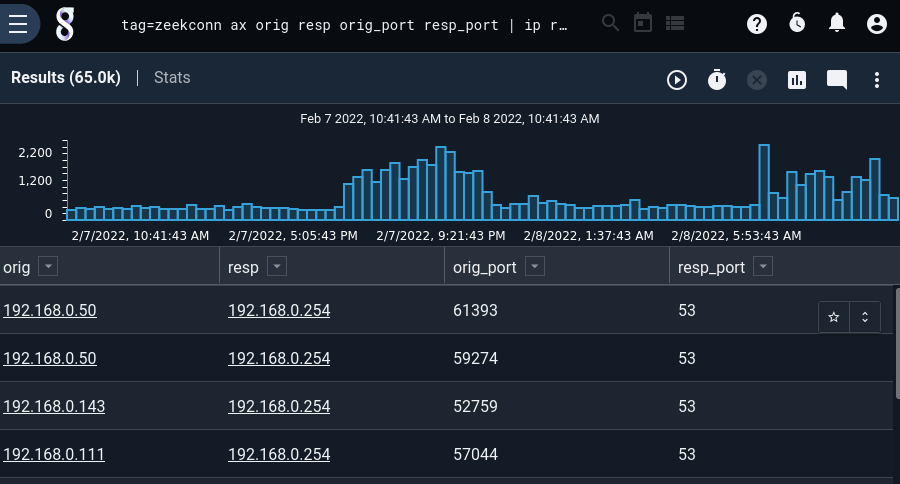 tag=zeekconn ax orig resp orig_port resp_port | ip r…
Results (65.0k) | Stats
Feb 7 2022, 10:41:43 AM to Feb 8 2022, 10:41:43 AM
2,200
1,200
0
2/7/2022, 10:41:43 AM 2/7/2022, 5:05:43 PM 2/7/2022, 9:21:43 PM 2/8/2022, 1:37:43 AM 2/8/2022, 5:53:43 AM
orig resp orig_port resp_port
192.168.0.50 192.168.0.254 61393 53
192.168.0.50 192.168.0.254 59274 53
192.168.0.143 192.168.0.254 52759 53
192.168.0.111 192.168.0.254 57044 53